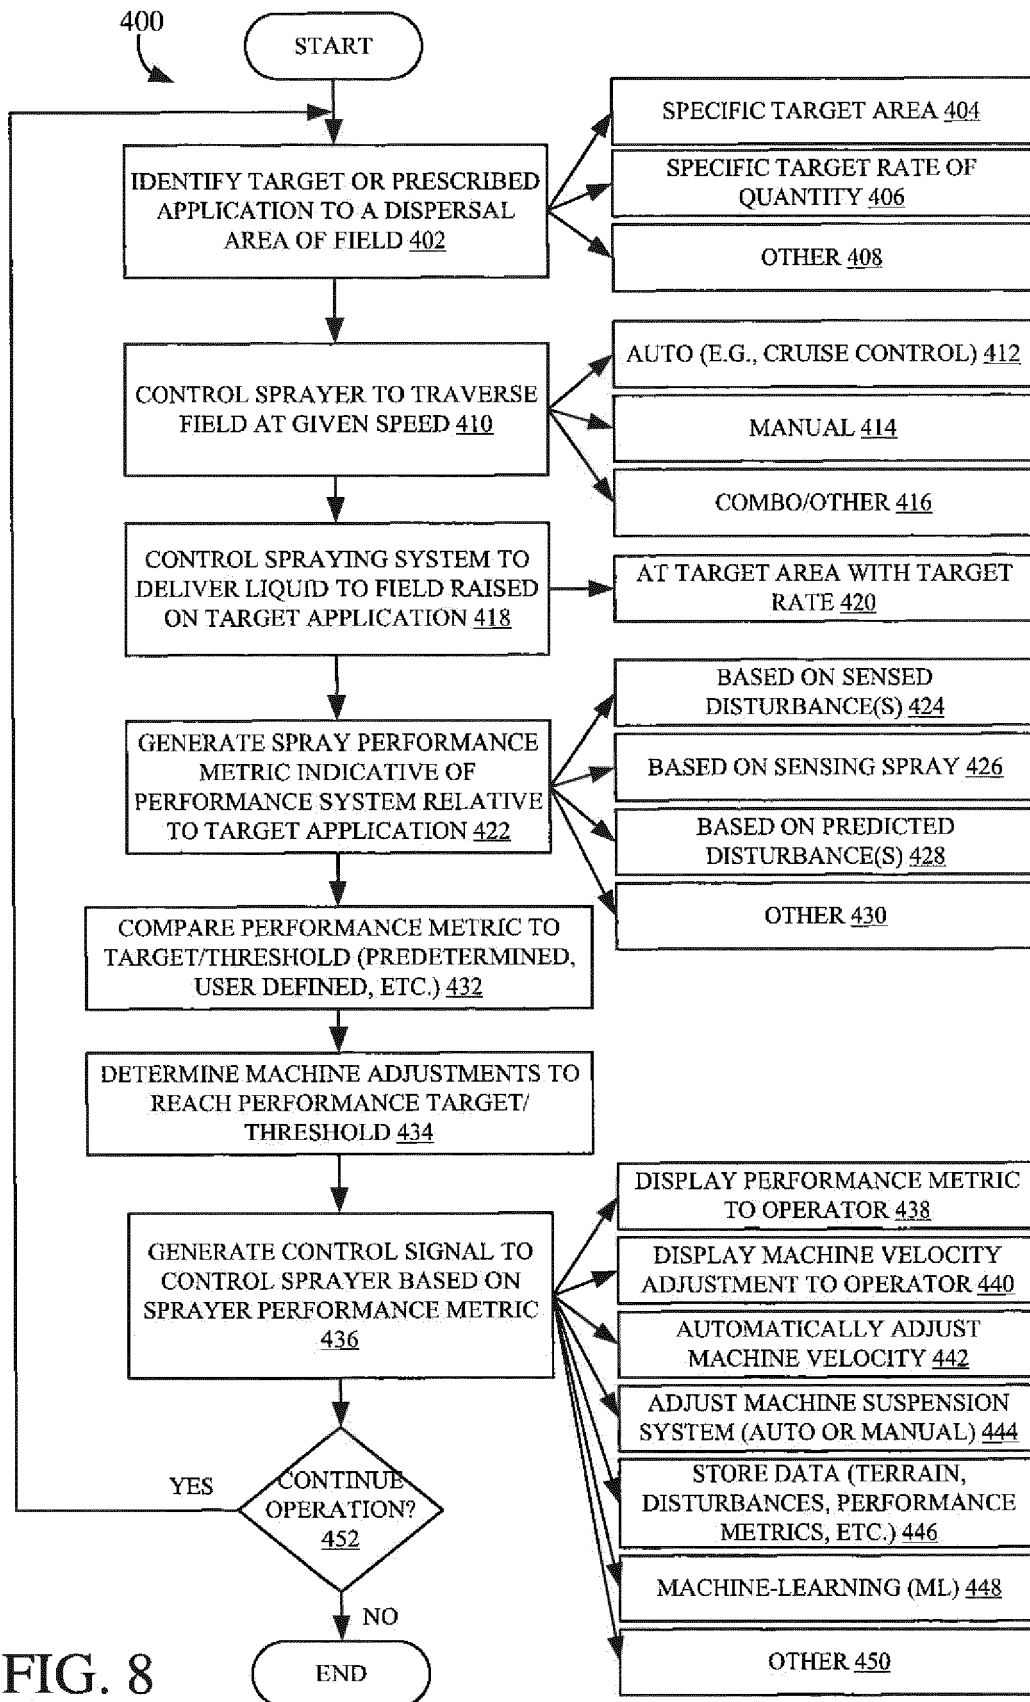 400
START
IDENTIFY TARGET OR PRESCRIBED
APPLICATION TO A DISPERSAL
AREA OF FIELD 402
SPECIFIC TARGET AREA 404
SPECIFIC TARGET RATE OF
QUANTITY 406
OTHER 408
CONTROL SPRAYER TO TRAVERSE
FIELD AT GIVEN SPEED 410
AUTO (E.G., CRUISE CONTROL) 412
MANUAL 414
COMBO/OTHER 416
CONTROL SPRAYING SYSTEM TO
DELIVER LIQUID TO FIELD RAISED
ON TARGET APPLICATION 418
AT TARGET AREA WITH TARGET
RATE 420
GENERATE SPRAY PERFORMANCE
METRIC INDICATIVE OF
PERFORMANCE SYSTEM RELATIVE
TO TARGET APPLICATION 422
BASED ON SENSED
DISTURBANCE(S) 424
BASED ON SENSING SPRAY 426
BASED ON PREDICTED
DISTURBANCE(S) 428
OTHER 430
COMPARE PERFORMANCE METRIC TO
TARGET/THRESHOLD (PREDETERMINED,
USER DEFINED, ETC.) 432
DETERMINE MACHINE ADJUSTMENTS TO
REACH PERFORMANCE TARGET/
THRESHOLD 434
GENERATE CONTROL SIGNAL TO
CONTROL SPRAYER BASED ON
SPRAYER PERFORMANCE METRIC
436
DISPLAY PERFORMANCE METRIC
TO OPERATOR 438
DISPLAY MACHINE VELOCITY
ADJUSTMENT TO OPERATOR 440
AUTOMATICALLY ADJUST
MACHINE VELOCITY 442
ADJUST MACHINE SUSPENSION
SYSTEM (AUTO OR MANUAL) 444
STORE DATA (TERRAIN,
DISTURBANCES, PERFORMANCE
METRICS, ETC.) 446
MACHINE-LEARNING (ML) 448
OTHER 450
YES
CONTINUE
OPERATION?
452
NO
END
FIG. 8